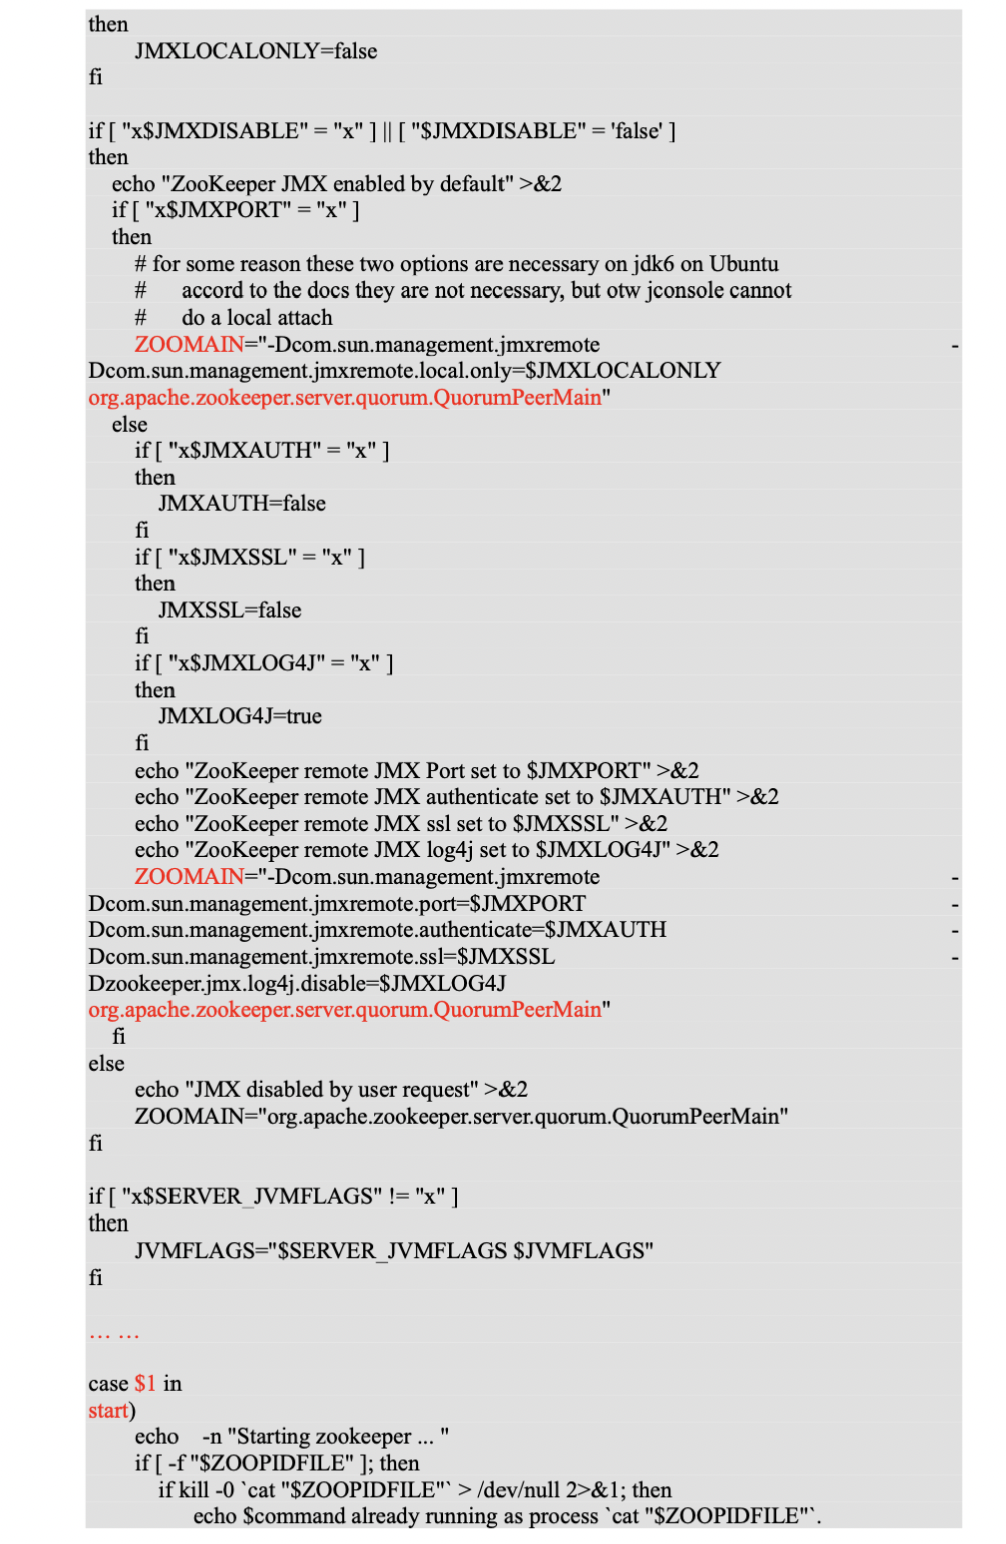 then
JMXLOCALONLY=false
fi
if [ "x$JMXDISABLE" = "x" ] || [ "$JMXDISABLE" = 'false' ]
then
echo "ZooKeeper JMX enabled by default" >&2
if [ "x$JMXPORT" = "x" ]
then
# for some reason these two options are necessary on jdk6 on Ubuntu
# accord to the docs they are not necessary, but otw jconsole cannot
# do a local attach
ZOOMAIN="-Dcom.sun.management.jmxremote -
Dcom.sun.management.jmxremote.local.only=$JMXLOCALONLY
org.apache.zookeeper.server.quorum.QuorumPeerMain"
else
if [ "x$JMXAUTH" = "x" ]
then
JMXAUTH=false
fi
if [ "x$JMXSSL" = "x" ]
then
JMXSSL=false
fi
if [ "x$JMXLOG4J" = "x" ]
then
JMXLOG4J=true
fi
echo "ZooKeeper remote JMX Port set to $JMXPORT" >&2
echo "ZooKeeper remote JMX authenticate set to $JMXAUTH" >&2
echo "ZooKeeper remote JMX ssl set to $JMXSSL" >&2
echo "ZooKeeper remote JMX log4j set to $JMXLOG4J" >&2
ZOOMAIN="-Dcom.sun.management.jmxremote -
Dcom.sun.management.jmxremote.port=$JMXPORT -
Dcom.sun.management.jmxremote.authenticate=$JMXAUTH -
Dcom.sun.management.jmxremote.ssl=$JMXSSL -
Dzookeeper.jmx.log4j.disable=$JMXLOG4J
org.apache.zookeeper.server.quorum.QuorumPeerMain"
fi
else
echo "JMX disabled by user request" >&2
ZOOMAIN="org.apache.zookeeper.server.quorum.QuorumPeerMain"
fi
if [ "x$SERVER_JVMFLAGS" != "x" ]
then
JVMFLAGS="$SERVER_JVMFLAGS $JVMFLAGS"
fi
… …
case $1 in
start)
echo -n "Starting zookeeper ... "
if [ -f "$ZOOPIDFILE" ]; then
if kill -0 `cat "$ZOOPIDFILE"` > /dev/null 2>&1; then
echo $command already running as process `cat "$ZOOPIDFILE"`.